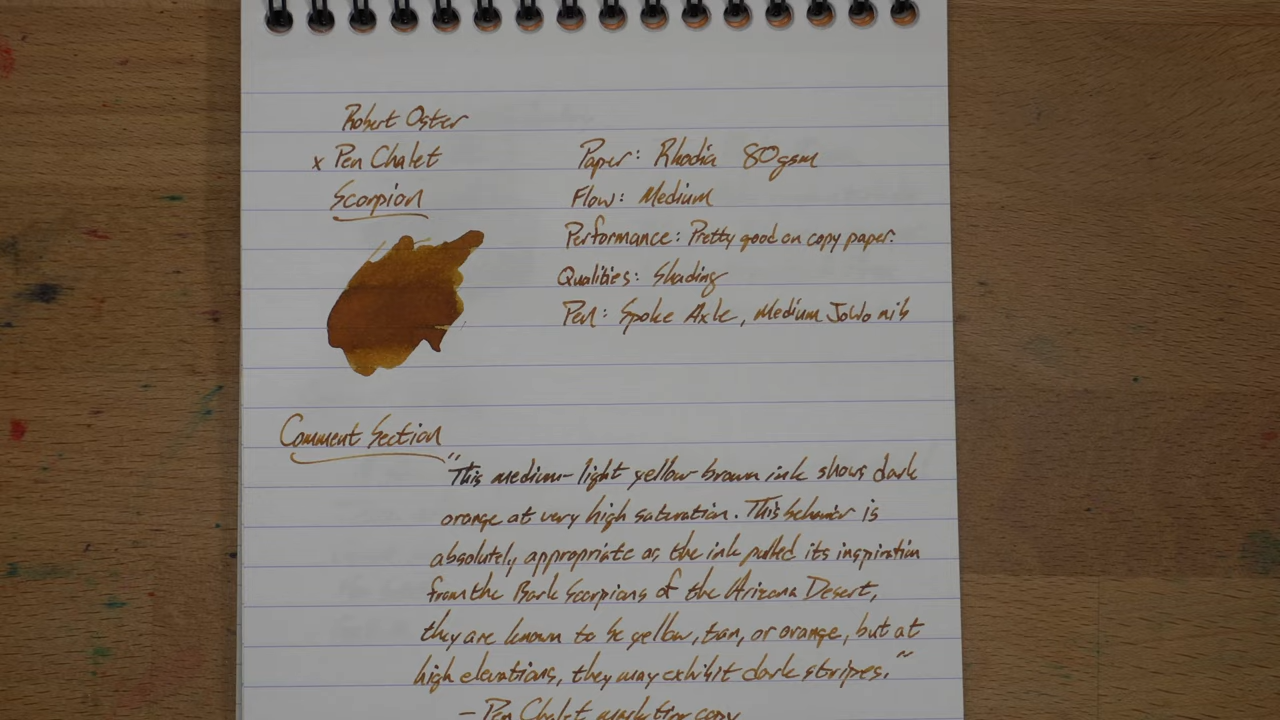 Robert Oster
x Pen Chalet
Scorpion
Paper: Rhodia 80gsm
Flow: Medium
Performance: Pretty good on copy paper.
Qualities: Shading
Pen: Spoke Axle, Medium JoWo nib
Comment Section
"This medium-light yellow-brown ink shows dark
orange at very high saturation. This behavior is
absolutely appropriate as the ink pulled its inspiration
from the Bark Scorpions of the Arizona Desert,
they are known to be yellow, tan, or orange, but at
high elevations, they may exhibit dark stripes."
- Pen Chalet marketing copy